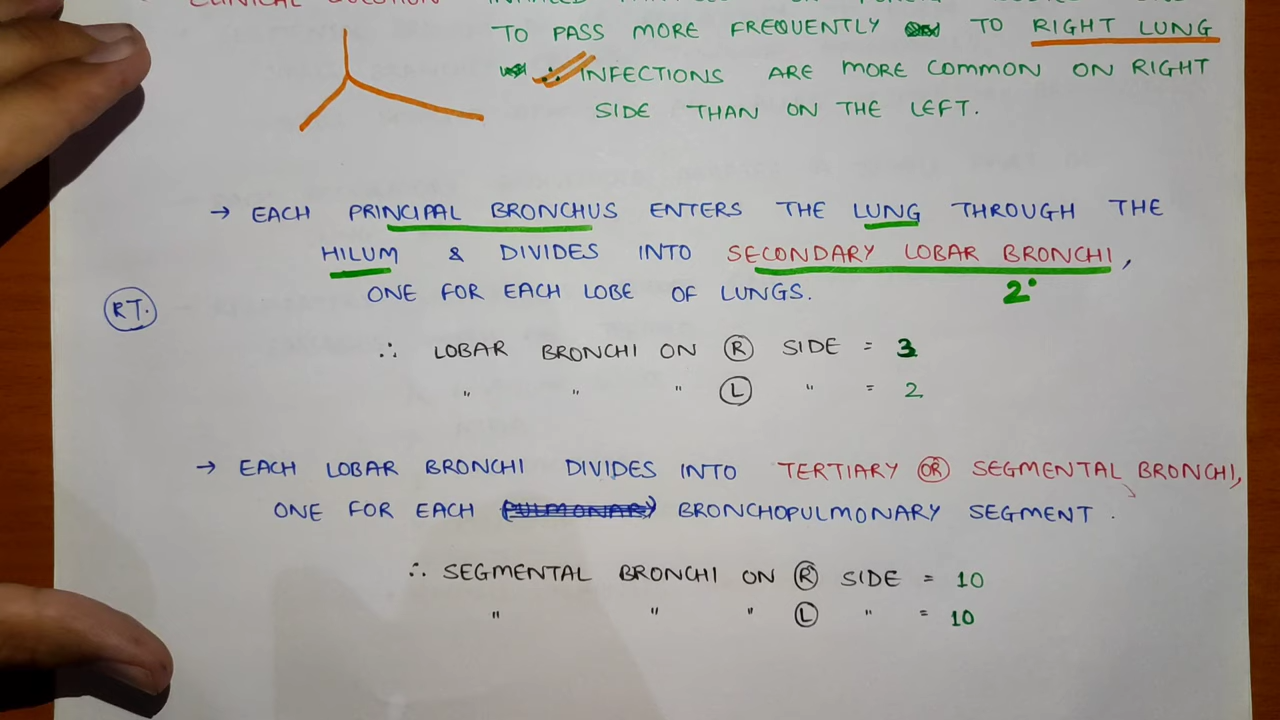 TO PASS MORE FREQUENTLY TO RIGHT LUNG
∴ INFECTIONS ARE MORE COMMON ON RIGHT
SIDE THAN ON THE LEFT.
→ EACH PRINCIPAL BRONCHUS ENTERS THE LUNG THROUGH THE
HILUM & DIVIDES INTO SECONDARY LOBAR BRONCHI,
2°
ONE FOR EACH LOBE OF LUNGS.
RT.
∴ LOBAR BRONCHI ON R SIDE = 3
" " " L " = 2
→ EACH LOBAR BRONCHI DIVIDES INTO TERTIARY OR SEGMENTAL BRONCHI,
ONE FOR EACH BRONCHOPULMONARY SEGMENT.
∴ SEGMENTAL BRONCHI ON R SIDE = 10
" " " L " = 10